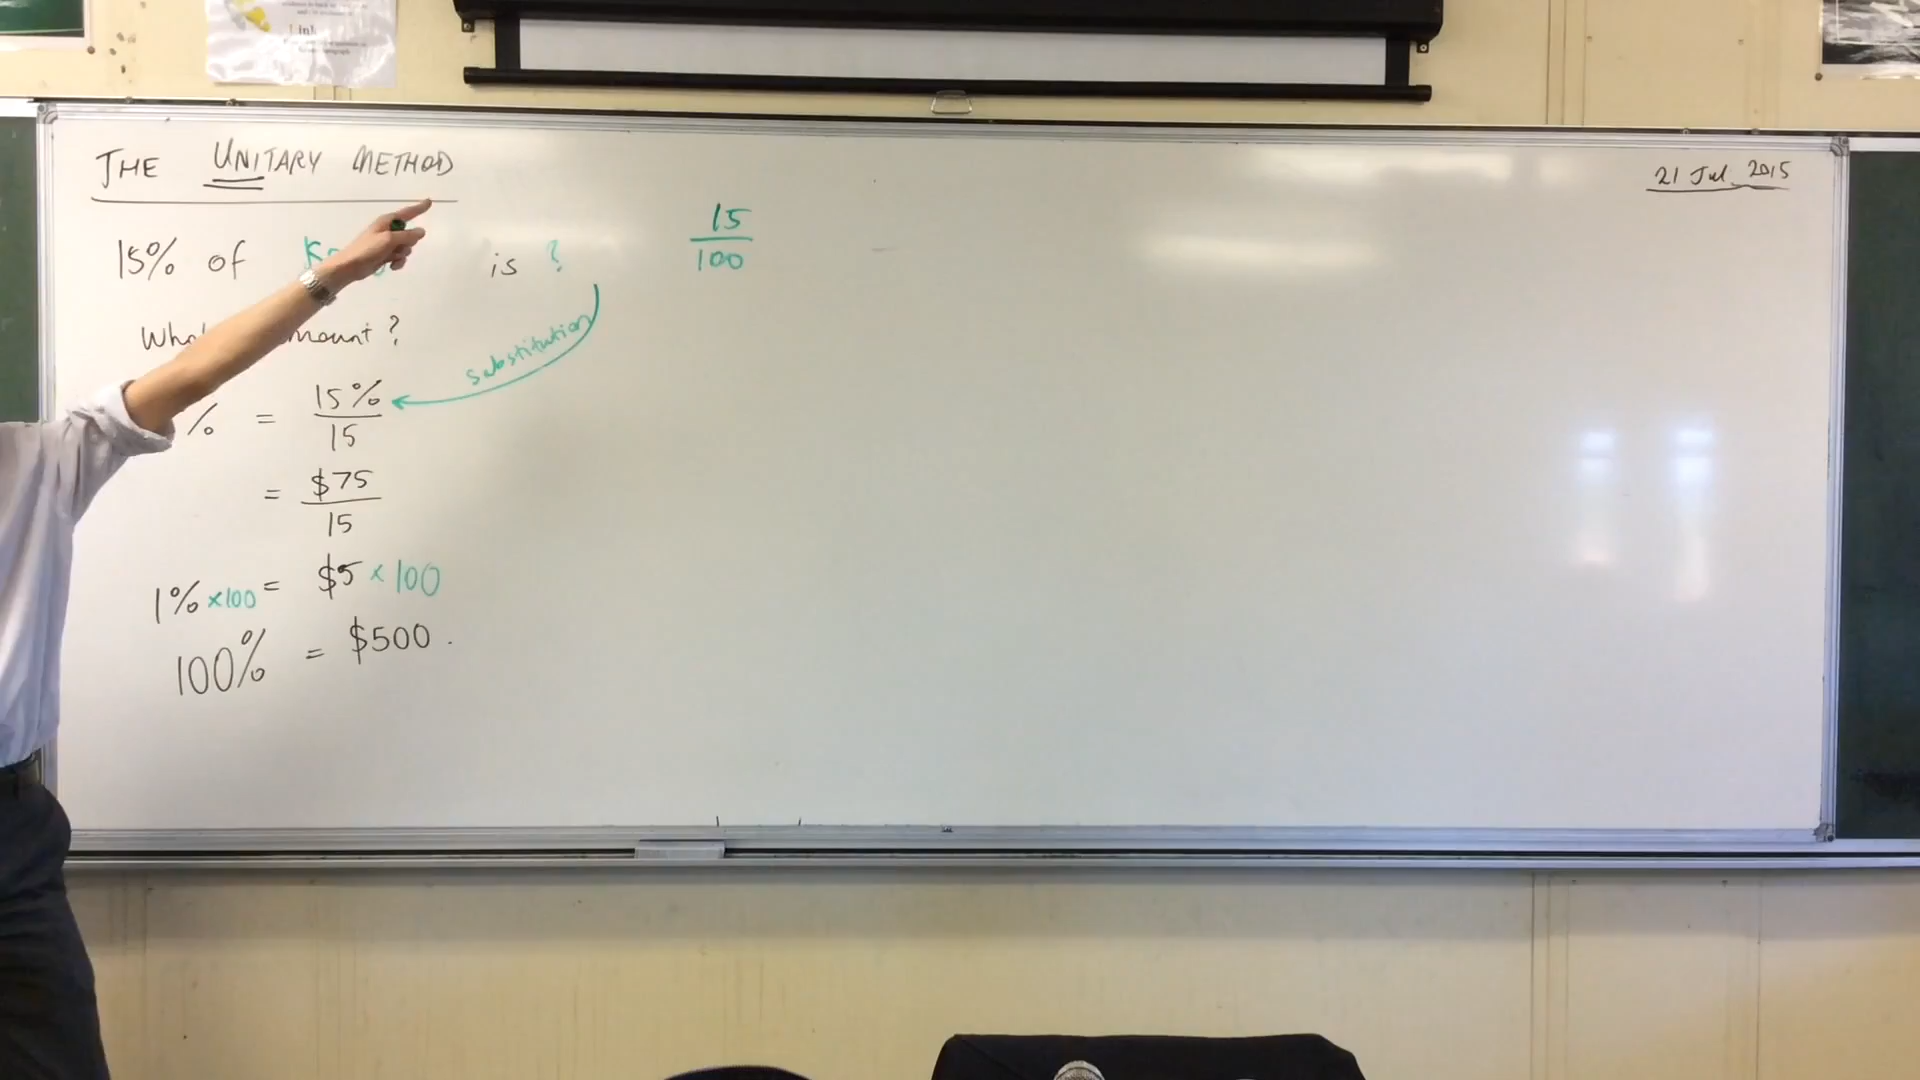 THE UNITARY METHOD
21 Jul 2015
15% of is ?
15
100
amount ?
substitution
% = 15%
15
= $75
15
1% ×100 = $5 × 100
100% = $500.